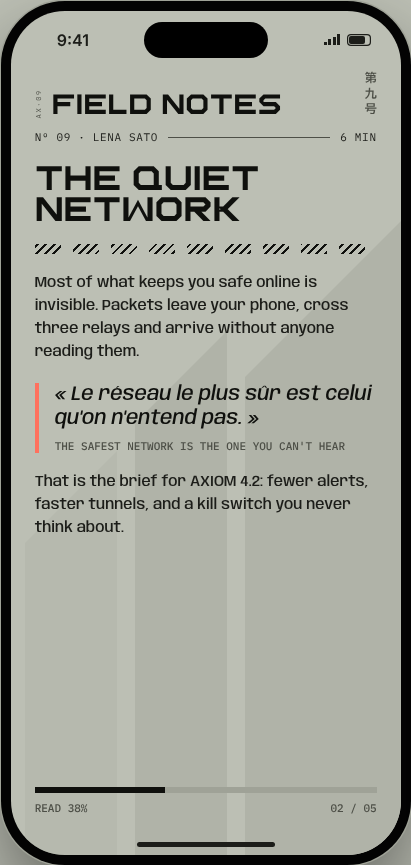 9:41
第九号
AX-09
FIELD NOTES
Nº 09 · LENA SATO
6 MIN
THE QUIET
NETWORK
Most of what keeps you safe online is
invisible. Packets leave your phone, cross
three relays and arrive without anyone
reading them.
« Le réseau le plus sûr est celui
qu'on n'entend pas. »
THE SAFEST NETWORK IS THE ONE YOU CAN'T HEAR
That is the brief for AXIOM 4.2: fewer alerts,
faster tunnels, and a kill switch you never
think about.
READ 38%
02 / 05